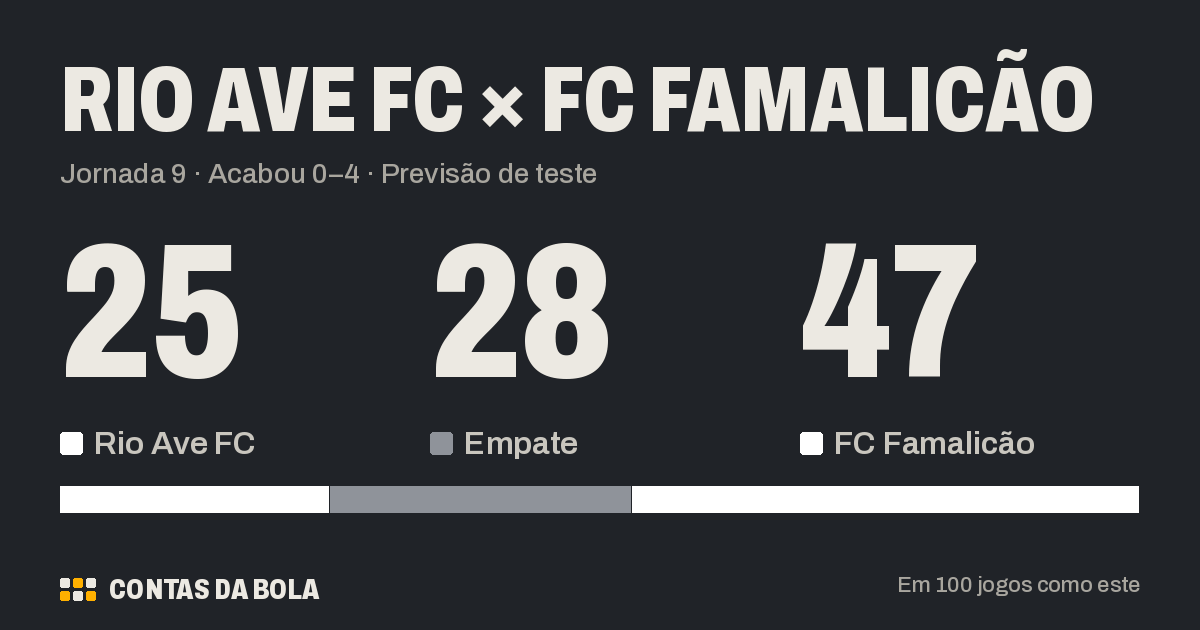 RIO AVE FC × FC FAMALICÃO
Jornada 9 · Acabou 0–4 · Previsão de teste
25 28 47
Rio Ave FC Empate FC Famalicão
CONTAS DA BOLA Em 100 jogos como este